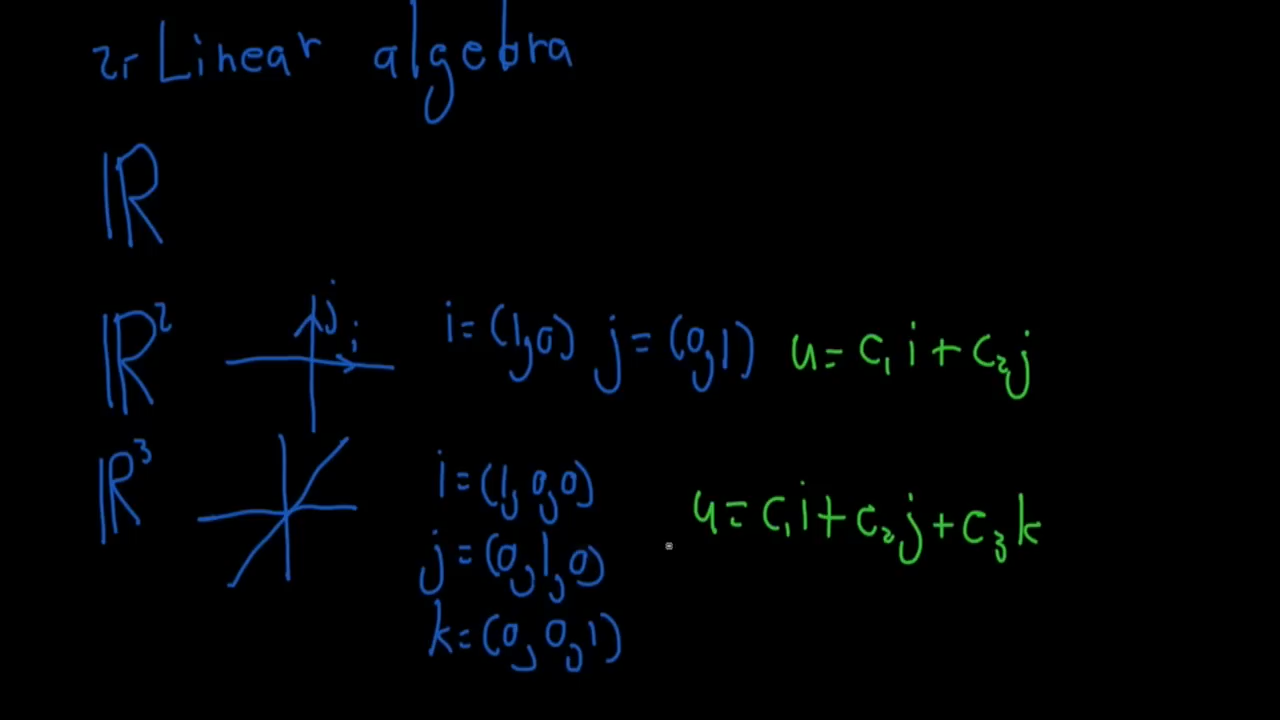 2- Linear algebra
ℝ
ℝ² j i i=(1,0) j=(0,1) u=c₁i+c₂j
ℝ³ i=(1,0,0) u=c₁i+c₂j+c₃k
j=(0,1,0)
k=(0,0,1)